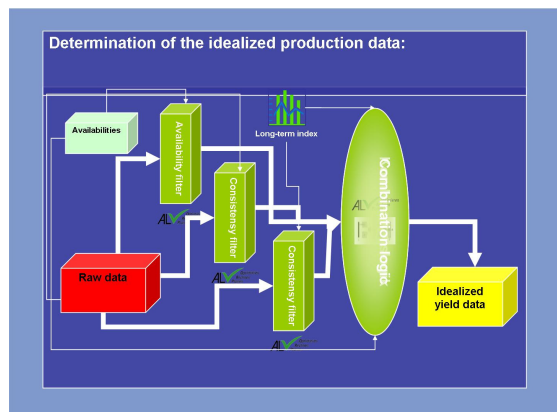 Determination of the idealized production data:
Availabilities
Availability filter
Long-term index
Consistensy filter
Consistensy filter
Combination logix
Raw data
Idealized
yield data